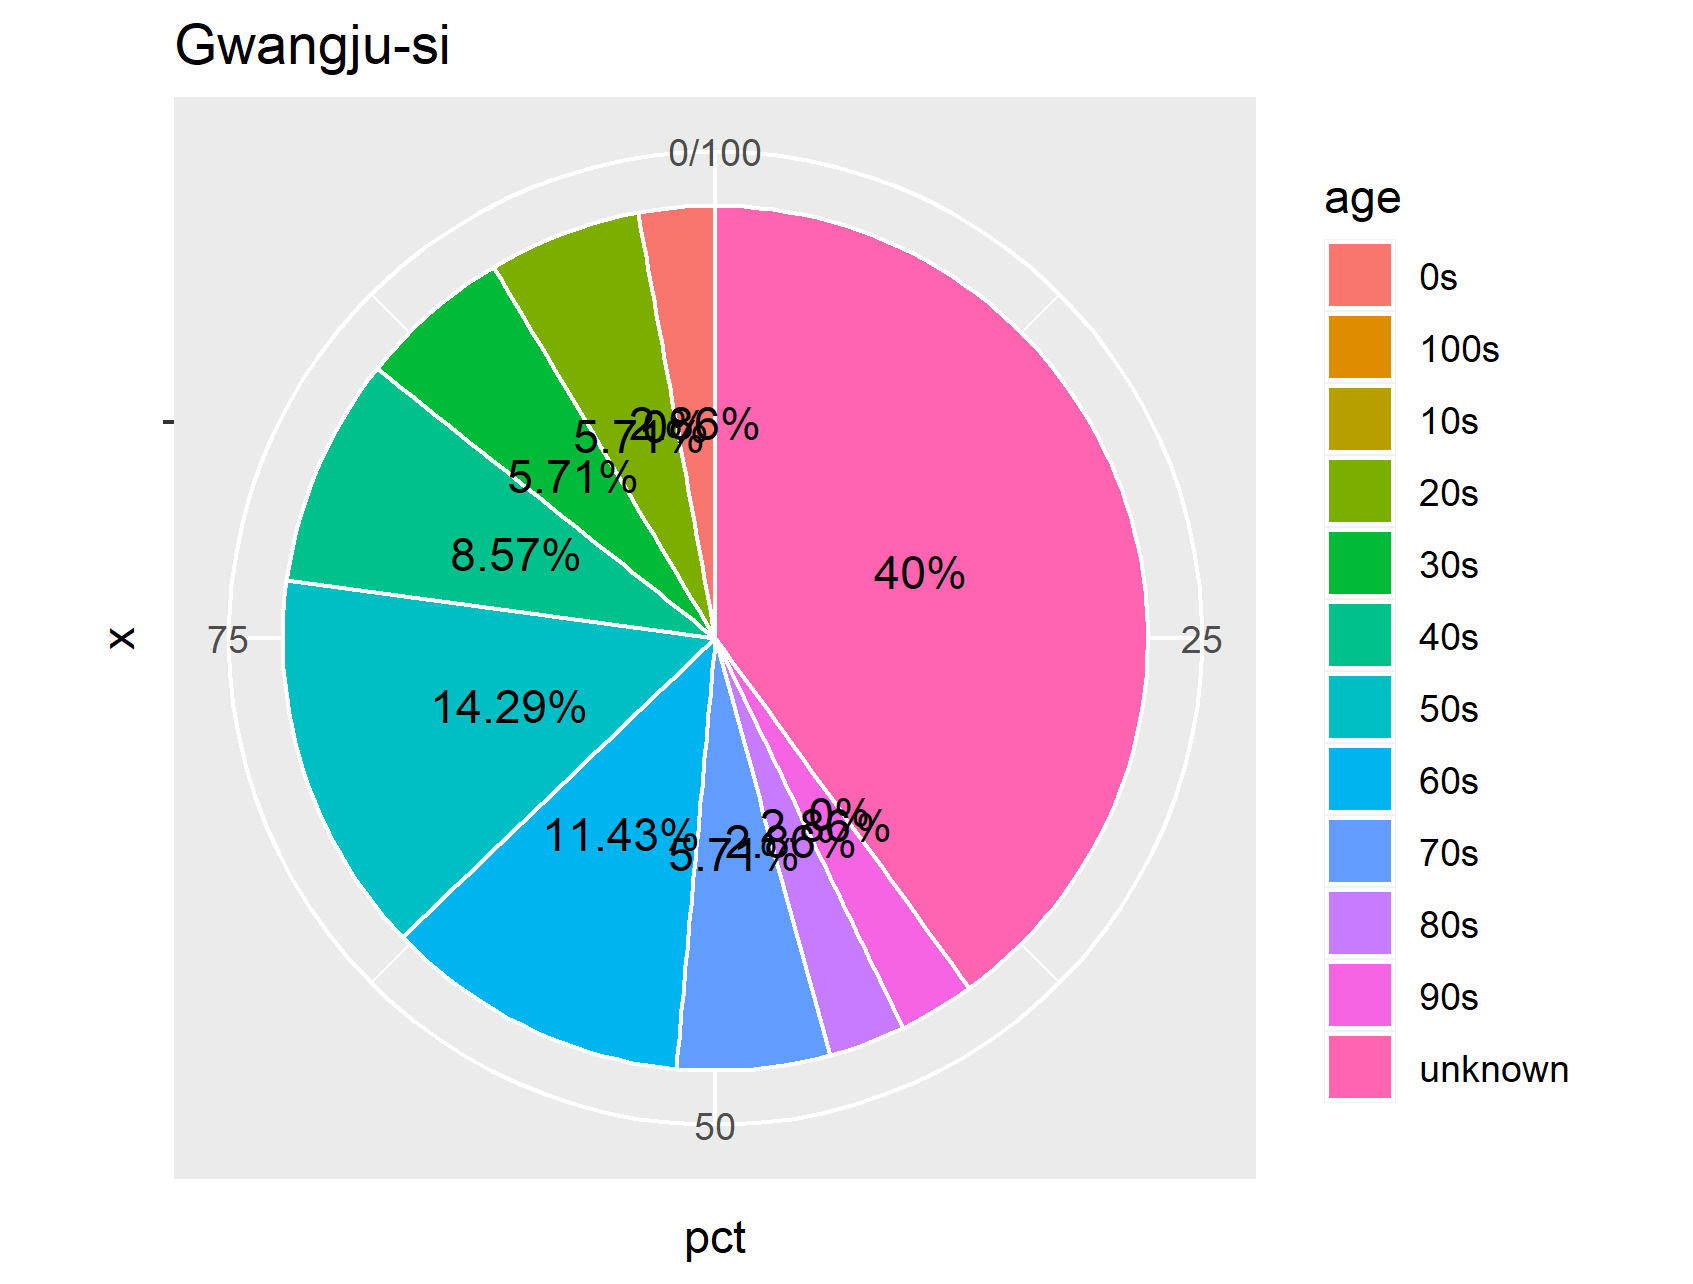 Gwangju-si
0/100
25
50
75
x
pct
2.86%
0%
5.71%
5.71%
8.57%
14.29%
11.43%
5.71%
2.86%
2.86%
0%
40%
age
0s
100s
10s
20s
30s
40s
50s
60s
70s
80s
90s
unknown